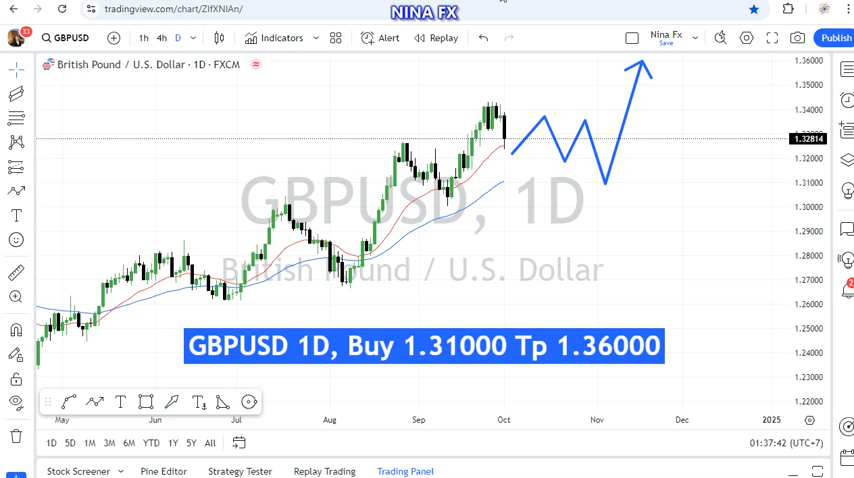 tradingview.com/chart/ZIfXNIAn/
NINA FX
33
GBPUSD
1h 4h D
Indicators
Alert
Replay
Nina Fx
Save
Publish
British Pound / U.S. Dollar · 1D · FXCM
1.36000
1.35000
1.34000
1.32814
1.32000
1.31000
1.30000
1.29000
1.28000
1.27000
1.26000
1.25000
1.24000
1.23000
1.22000
GBPUSD, 1D
British Pound / U.S. Dollar
GBPUSD 1D, Buy 1.31000 Tp 1.36000
May Jun Jul Aug Sep Oct Nov Dec 2025
1D 5D 1M 3M 6M YTD 1Y 5Y All
01:37:42 (UTC+7)
Stock Screener Pine Editor Strategy Tester Replay Trading Trading Panel